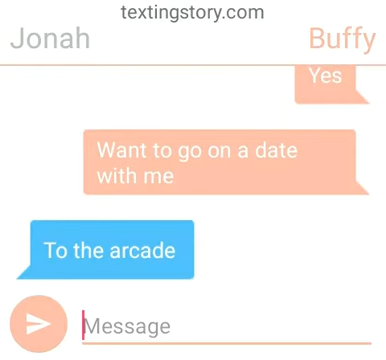 textingstory.com
Jonah Buffy
Yes
Want to go on a date
with me
To the arcade
Message